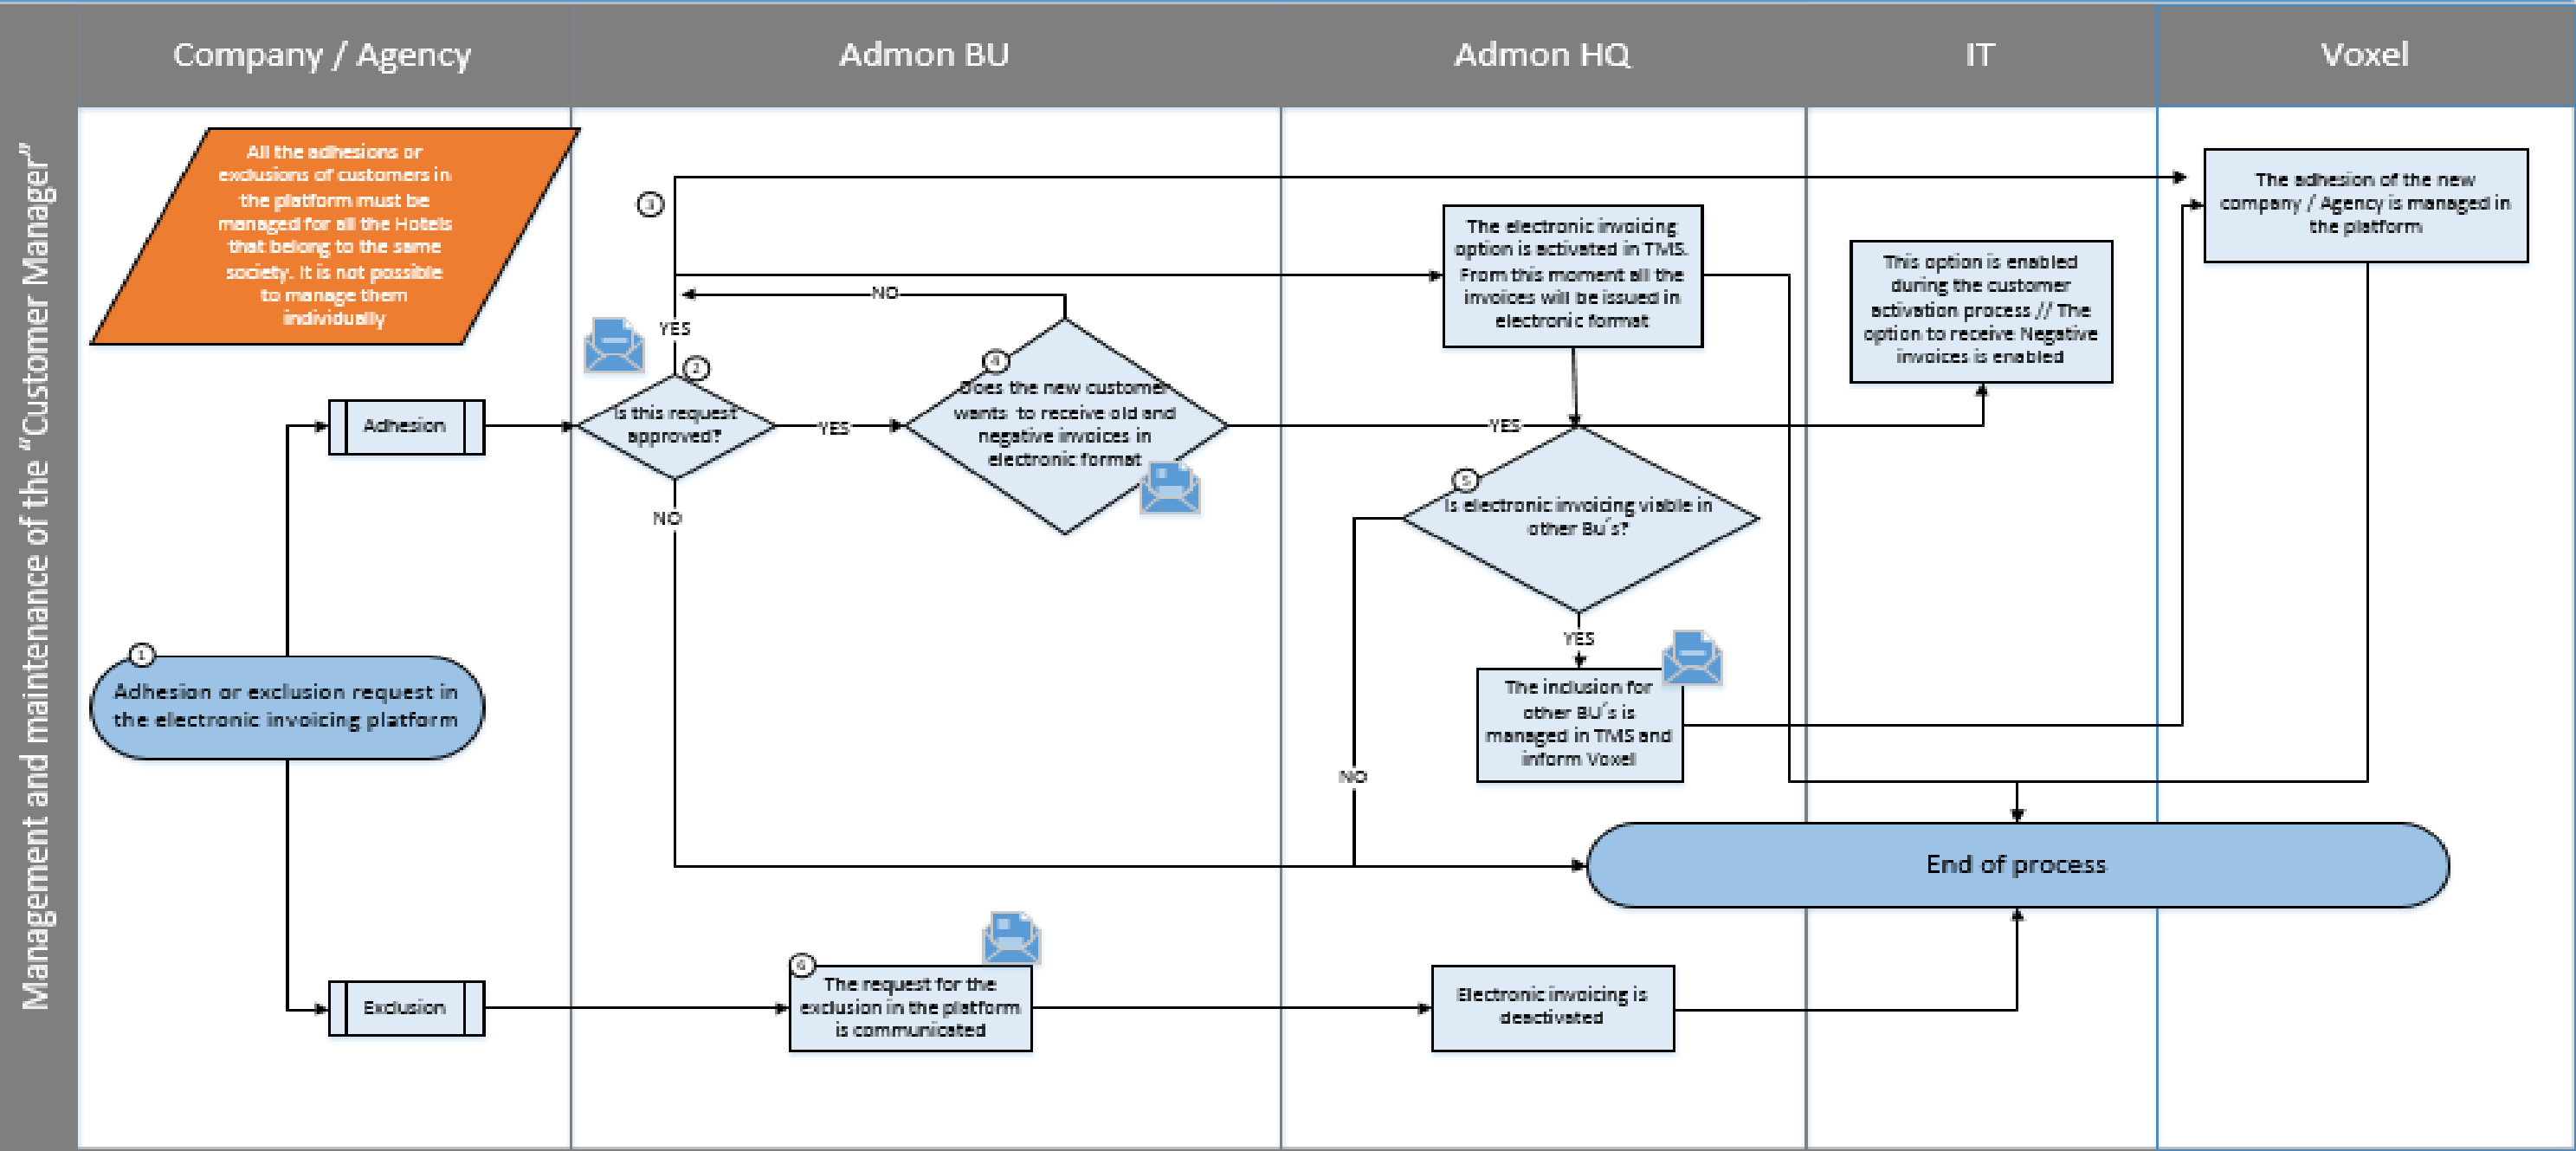 Management and maintenance of the “Customer Manager”
Company / Agency
Admon BU
Admon HQ
IT
Voxel
All the adhesions or
exclusions of customers in
the platform must be
managed for all the Hotels
that belong to the same
society. It is not possible
to manage them
individually
3
The adhesion of the new
company / Agency is managed in
the platform
The electronic invoicing
option is activated in TMS.
From this moment all the
invoices will be issued in
electronic format
This option is enabled
during the customer
activation process // The
option to receive Negative
invoices is enabled
NO
YES
2
4
Adhesion
Is this request
approved?
YES
Does the new customer
wants to receive old and
negative invoices in
electronic format
YES
NO
5
Is electronic invoicing viable in
other Bu´s?
YES
1
Adhesion or exclusion request in
the electronic invoicing platform
The inclusion for
other BU´s is
managed in TMS and
inform Voxel
NO
End of process
6
Exclusion
The request for the
exclusion in the platform
is communicated
Electronic invoicing is
deactivated